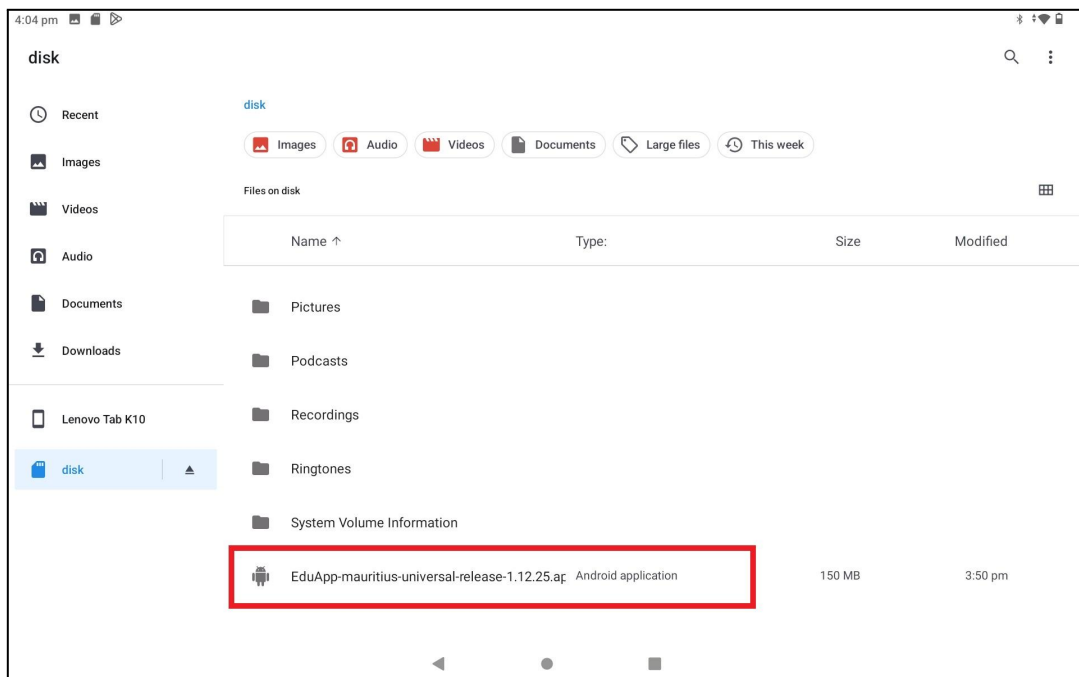 4:04 pm
disk
Recent
Images
Videos
Audio
Documents
Downloads
Lenovo Tab K10
disk
disk
Images Audio Videos Documents Large files This week
Files on disk
Name ↑ Type: Size Modified
Pictures
Podcasts
Recordings
Ringtones
System Volume Information
EduApp-mauritius-universal-release-1.12.25.ap Android application 150 MB 3:50 pm